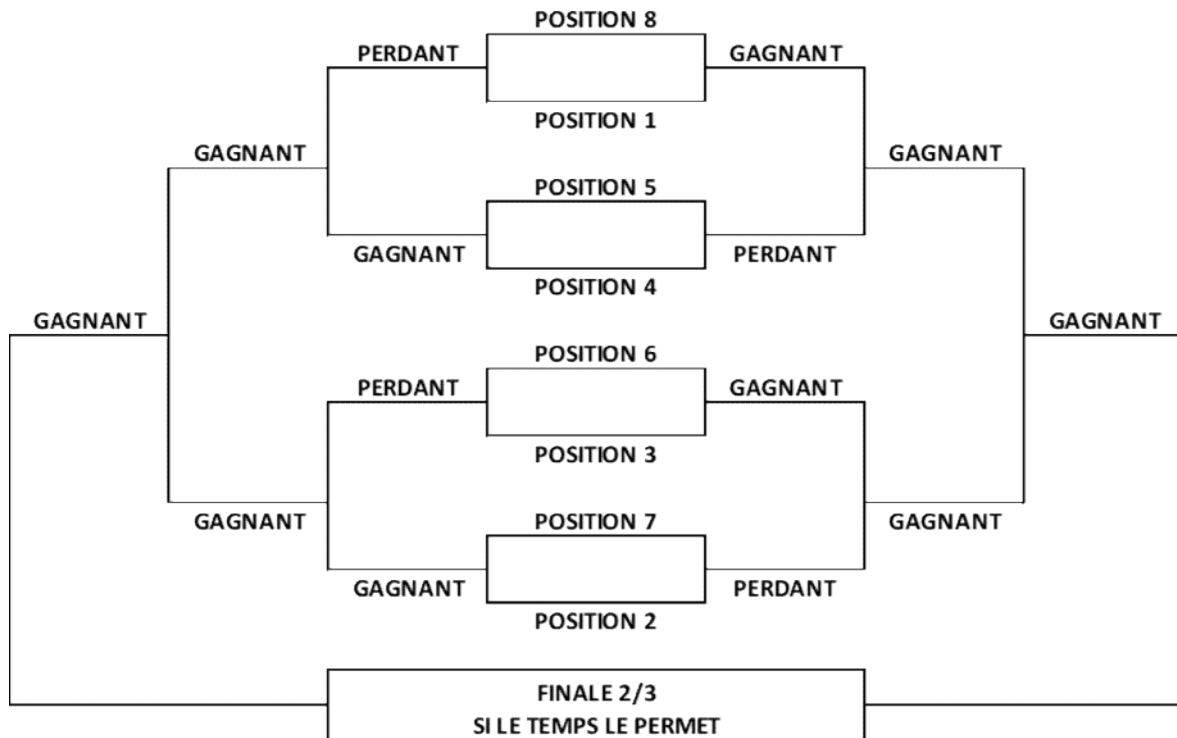 POSITION 8
PERDANT
GAGNANT
POSITION 1
GAGNANT
GAGNANT
POSITION 5
GAGNANT
PERDANT
POSITION 4
GAGNANT
GAGNANT
POSITION 6
PERDANT
GAGNANT
POSITION 3
GAGNANT
POSITION 7
GAGNANT
GAGNANT
PERDANT
POSITION 2
FINALE 2/3
SI LE TEMPS LE PERMET